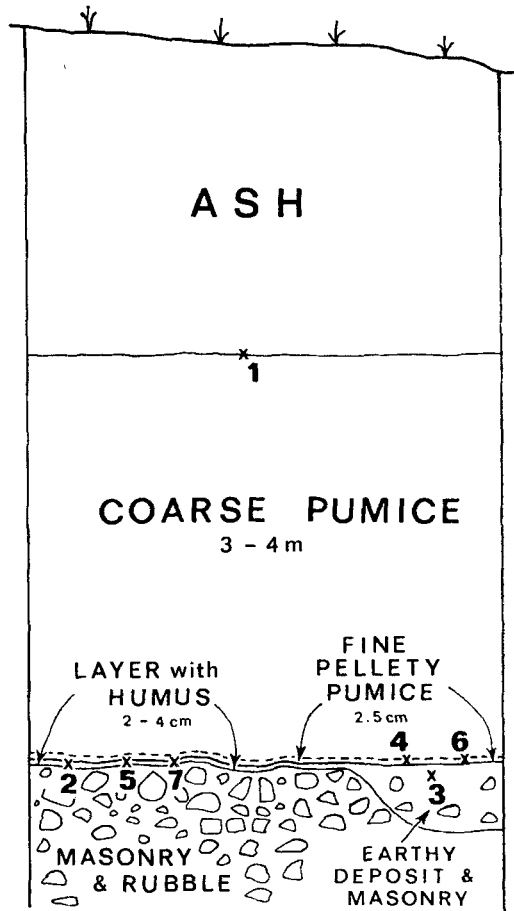 ASH
1
COARSE PUMICE
3 - 4 m
LAYER with
HUMUS
2 - 4 cm
FINE
PELLETY
PUMICE
2.5 cm
4 6
2 5 7 3
MASONRY
& RUBBLE
EARTHY
DEPOSIT &
MASONRY